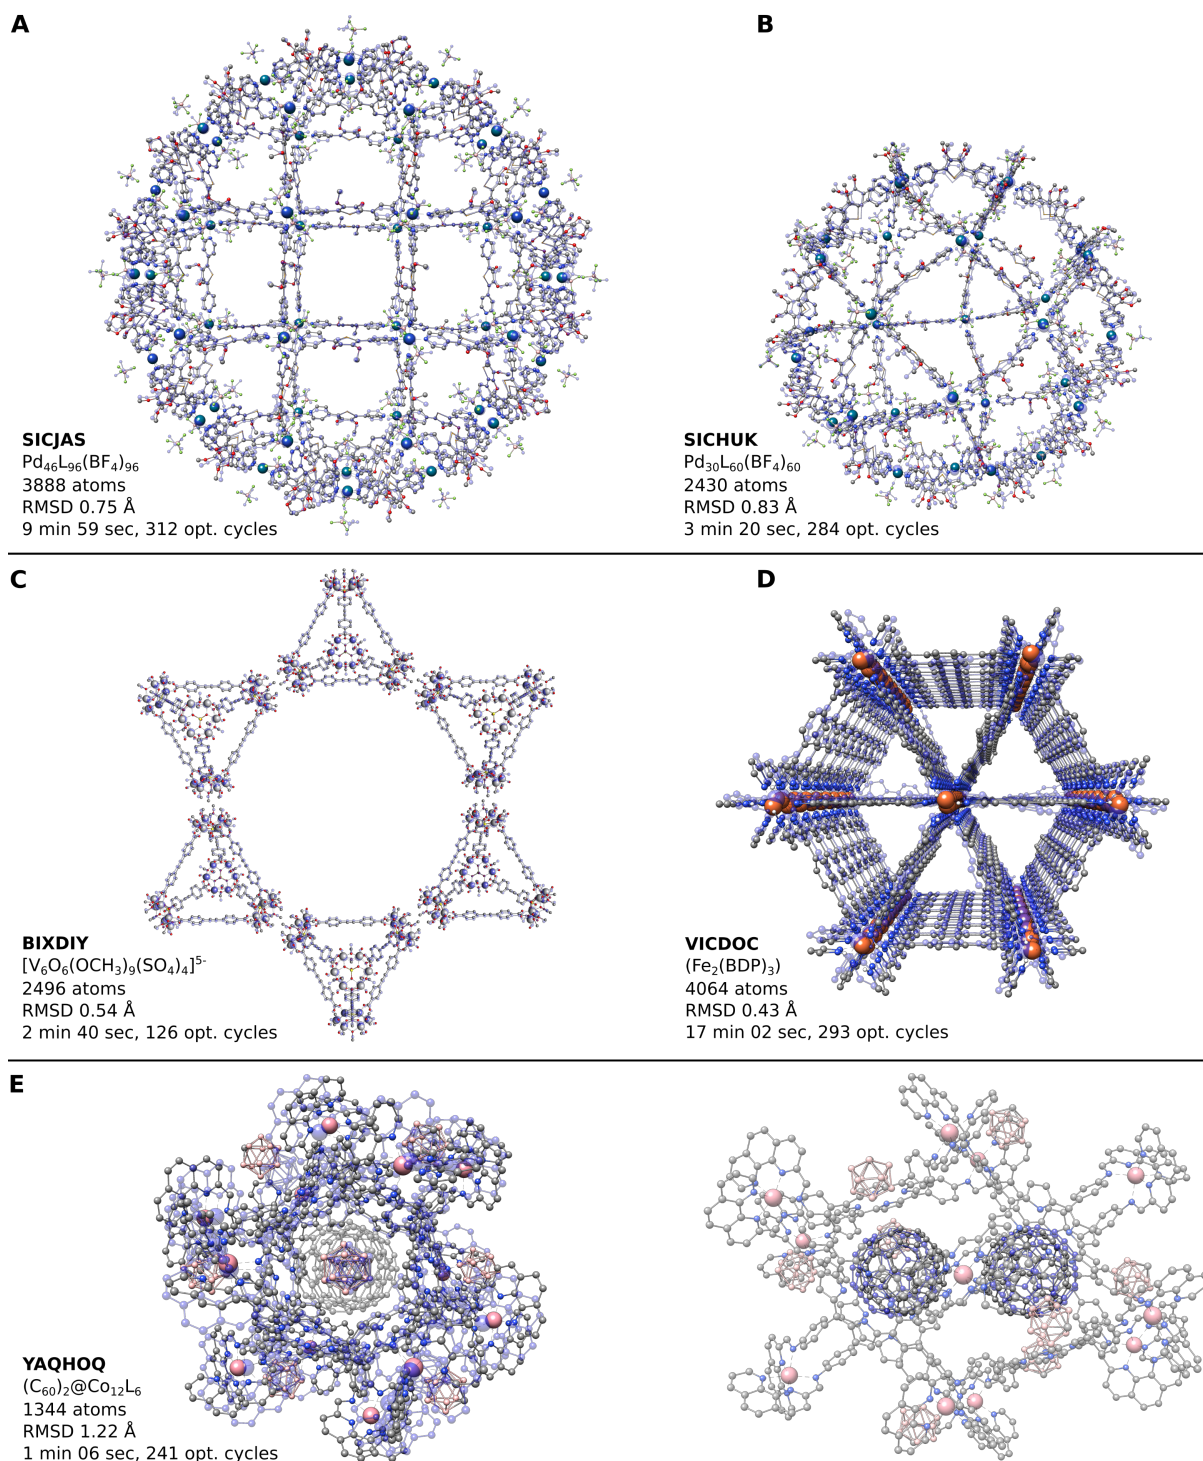 A
B
SICJAS
Pd₄₆L₉₆(BF₄)₉₆
3888 atoms
RMSD 0.75 Å
9 min 59 sec, 312 opt. cycles
SICHUK
Pd₃₀L₆₀(BF₄)₆₀
2430 atoms
RMSD 0.83 Å
3 min 20 sec, 284 opt. cycles
C
D
BIXDIY
[V₆O₆(OCH₃)₉(SO₄)₄]⁵⁻
2496 atoms
RMSD 0.54 Å
2 min 40 sec, 126 opt. cycles
VICDOC
(Fe₂(BDP)₃)
4064 atoms
RMSD 0.43 Å
17 min 02 sec, 293 opt. cycles
E
YAQHOQ
(C₆₀)₂@Co₁₂L₆
1344 atoms
RMSD 1.22 Å
1 min 06 sec, 241 opt. cycles